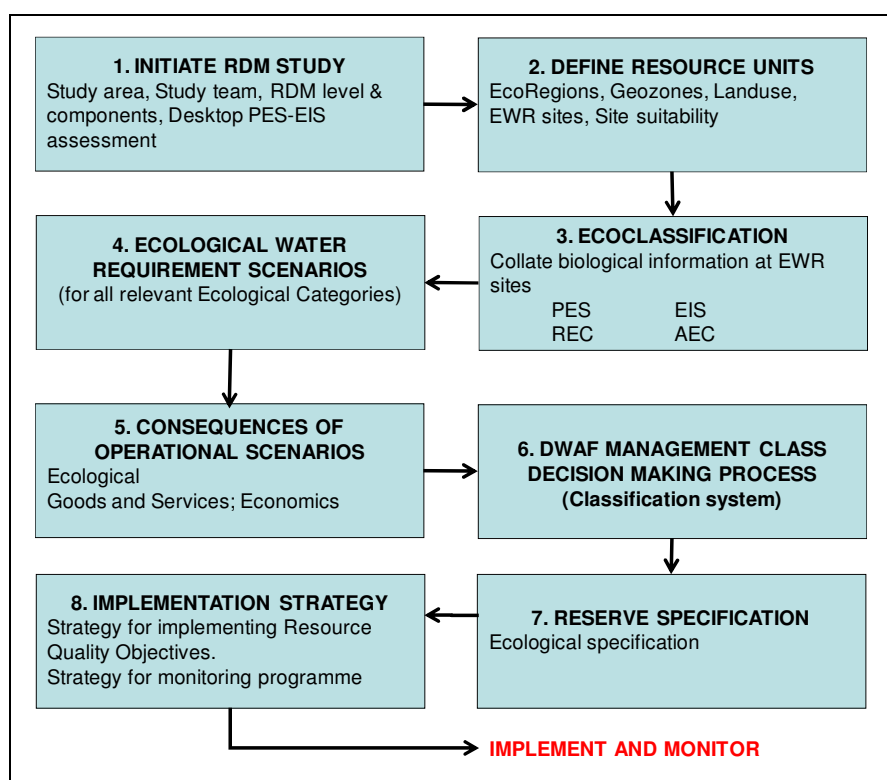 1. INITIATE RDM STUDY
Study area, Study team, RDM level &
components, Desktop PES-EIS
assessment
2. DEFINE RESOURCE UNITS
EcoRegions, Geozones, Landuse,
EWR sites, Site suitability
3. ECOCLASSIFICATION
Collate biological information at EWR
sites
PES EIS
REC AEC
4. ECOLOGICAL WATER
REQUIREMENT SCENARIOS
(for all relevant Ecological Categories)
5. CONSEQUENCES OF
OPERATIONAL SCENARIOS
Ecological
Goods and Services; Economics
6. DWAF MANAGEMENT CLASS
DECISION MAKING PROCESS
(Classification system)
7. RESERVE SPECIFICATION
Ecological specification
8. IMPLEMENTATION STRATEGY
Strategy for implementing Resource
Quality Objectives.
Strategy for monitoring programme
IMPLEMENT AND MONITOR